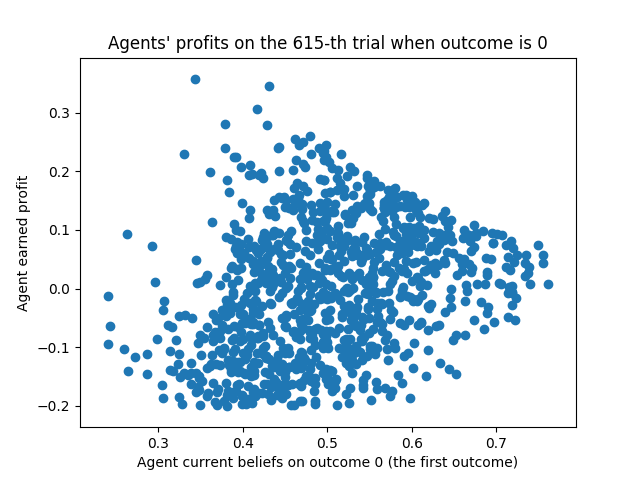 Agents' profits on the 615-th trial when outcome is 0
Agent earned profit
0.3
0.2
0.1
0.0
−0.1
−0.2
0.3 0.4 0.5 0.6 0.7
Agent current beliefs on outcome 0 (the first outcome)